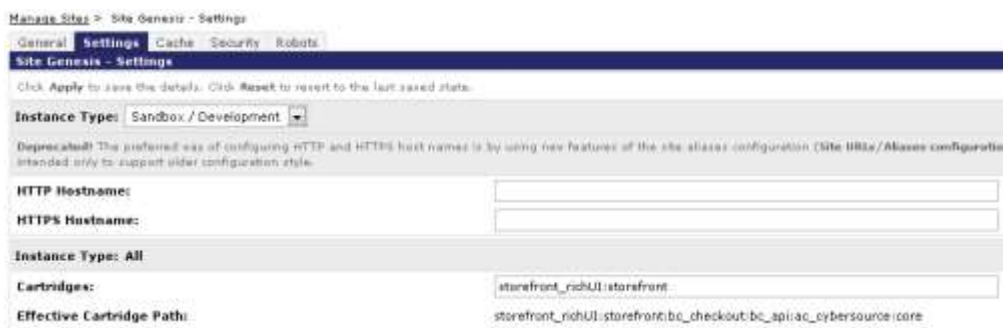 Manage Sites > Site Genesis - Settings
General Settings Cache Security Robots
Site Genesis - Settings
Click Apply to save the details. Click Reset to revert to the last saved state.
Instance Type: Sandbox / Development
Deprecated! The preferred way of configuring HTTP and HTTPS host names is by using new features of the site aliases configuration (Site URLs/Aliases configuratio
intended only to support older configuration style.
HTTP Hostname:
HTTPS Hostname:
Instance Type: All
Cartridges: storefront_richUI:storefront
Effective Cartridge Path: storefront_richUI:storefront:bc_checkout:bc_api:ac_cybersource:core